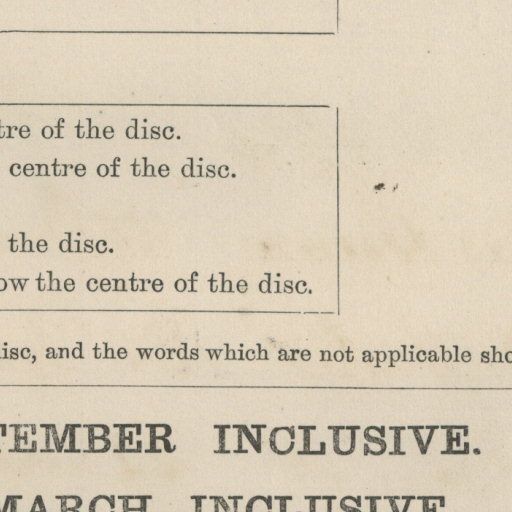 tre of the disc.
centre of the disc.
the disc.
ow the centre of the disc.
isc, and the words which are not applicable sho
TEMBER INCLUSIVE.
MARCH INCLUSIVE